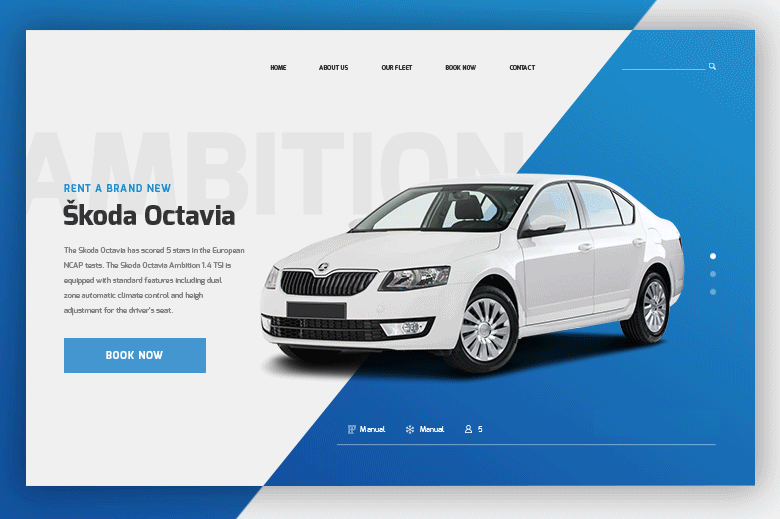 HOME ABOUT US OUR FLEET BOOK NOW CONTACT
AMBITION
RENT A BRAND NEW
Škoda Octavia
The Skoda Octavia has scored 5 stars in the European
NCAP tests. The Skoda Octavia Ambition 1.4 TSI is
equipped with standard features including dual
zone automatic climate control and heigh
adjustment for the driver's seat.
BOOK NOW
Manual Manual 5